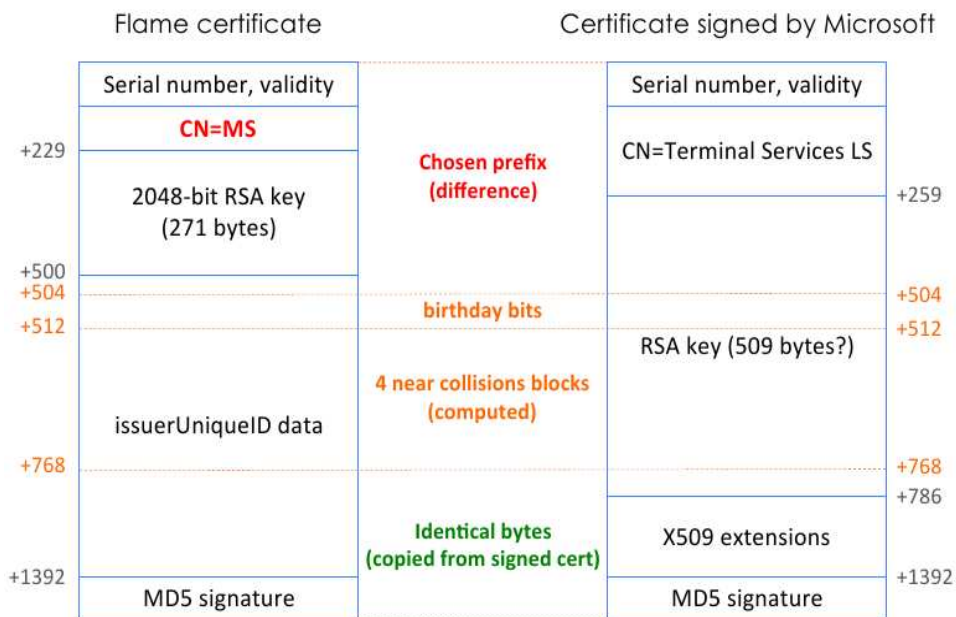 Flame certificate
Certificate signed by Microsoft
Serial number, validity
Serial number, validity
CN=MS
+229
Chosen prefix
(difference)
CN=Terminal Services LS
2048-bit RSA key
(271 bytes)
+259
+500
+504
+504
birthday bits
+512
+512
RSA key (509 bytes?)
4 near collisions blocks
(computed)
issuerUniqueID data
+768
+768
+786
Identical bytes
(copied from signed cert)
X509 extensions
+1392
+1392
MD5 signature
MD5 signature